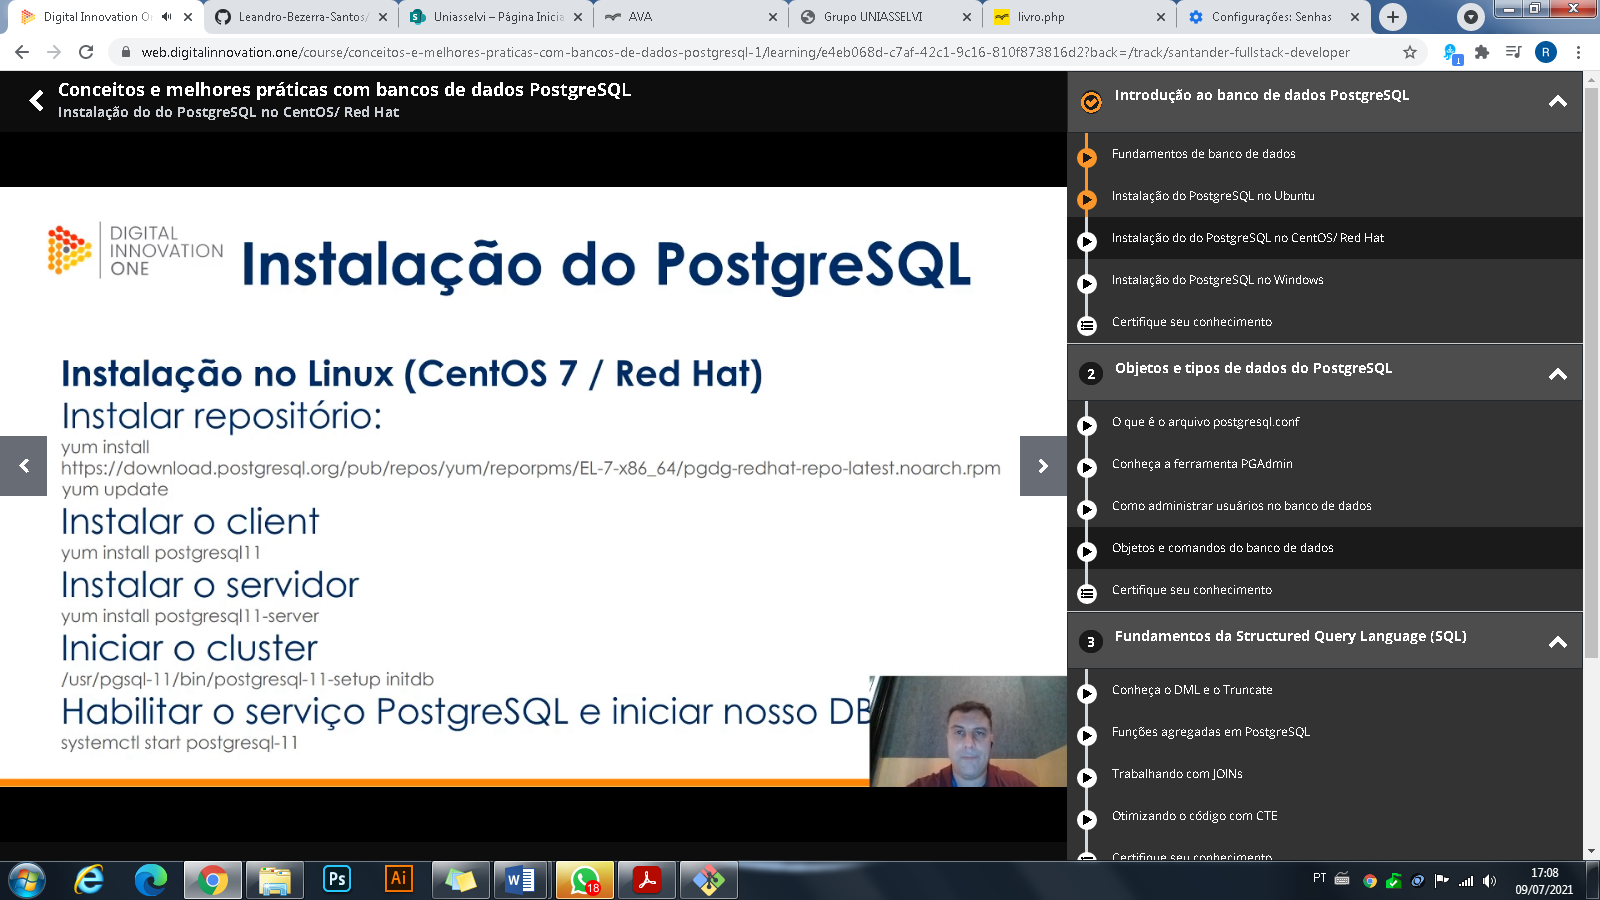 Digital Innovation On
Leandro-Bezerra-Santos/
Uniasselvi – Página Inicia
AVA
Grupo UNIASSELVI
livro.php
Configurações: Senhas
web.digitalinnovation.one/course/conceitos-e-melhores-praticas-com-bancos-de-dados-postgresql-1/learning/e4eb068d-c7af-42c1-9c16-810f873816d2?back=/track/santander-fullstack-developer
1
R
Conceitos e melhores práticas com bancos de dados PostgreSQL
Instalação do do PostgreSQL no CentOS/ Red Hat
DIGITAL
INNOVATION
ONE
Instalação do PostgreSQL
Instalação no Linux (CentOS 7 / Red Hat)
Instalar repositório:
yum install
https://download.postgresql.org/pub/repos/yum/reporpms/EL-7-x86_64/pgdg-redhat-repo-latest.noarch.rpm
yum update
Instalar o client
yum install postgresql11
Instalar o servidor
yum install postgresql11-server
Iniciar o cluster
/usr/pgsql-11/bin/postgresql-11-setup initdb
Habilitar o serviço PostgreSQL e iniciar nosso DB
systemctl start postgresql-11
Introdução ao banco de dados PostgreSQL
Fundamentos de banco de dados
Instalação do PostgreSQL no Ubuntu
Instalação do do PostgreSQL no CentOS/ Red Hat
Instalação do PostgreSQL no Windows
Certifique seu conhecimento
2 Objetos e tipos de dados do PostgreSQL
O que é o arquivo postgresql.conf
Conheça a ferramenta PGAdmin
Como administrar usuários no banco de dados
Objetos e comandos do banco de dados
Certifique seu conhecimento
3 Fundamentos da Structured Query Language (SQL)
Conheça o DML e o Truncate
Funções agregadas em PostgreSQL
Trabalhando com JOINs
Otimizando o código com CTE
Certifique seu conhecimento
Ps
Ai
W
18
PT
17:08
09/07/2021